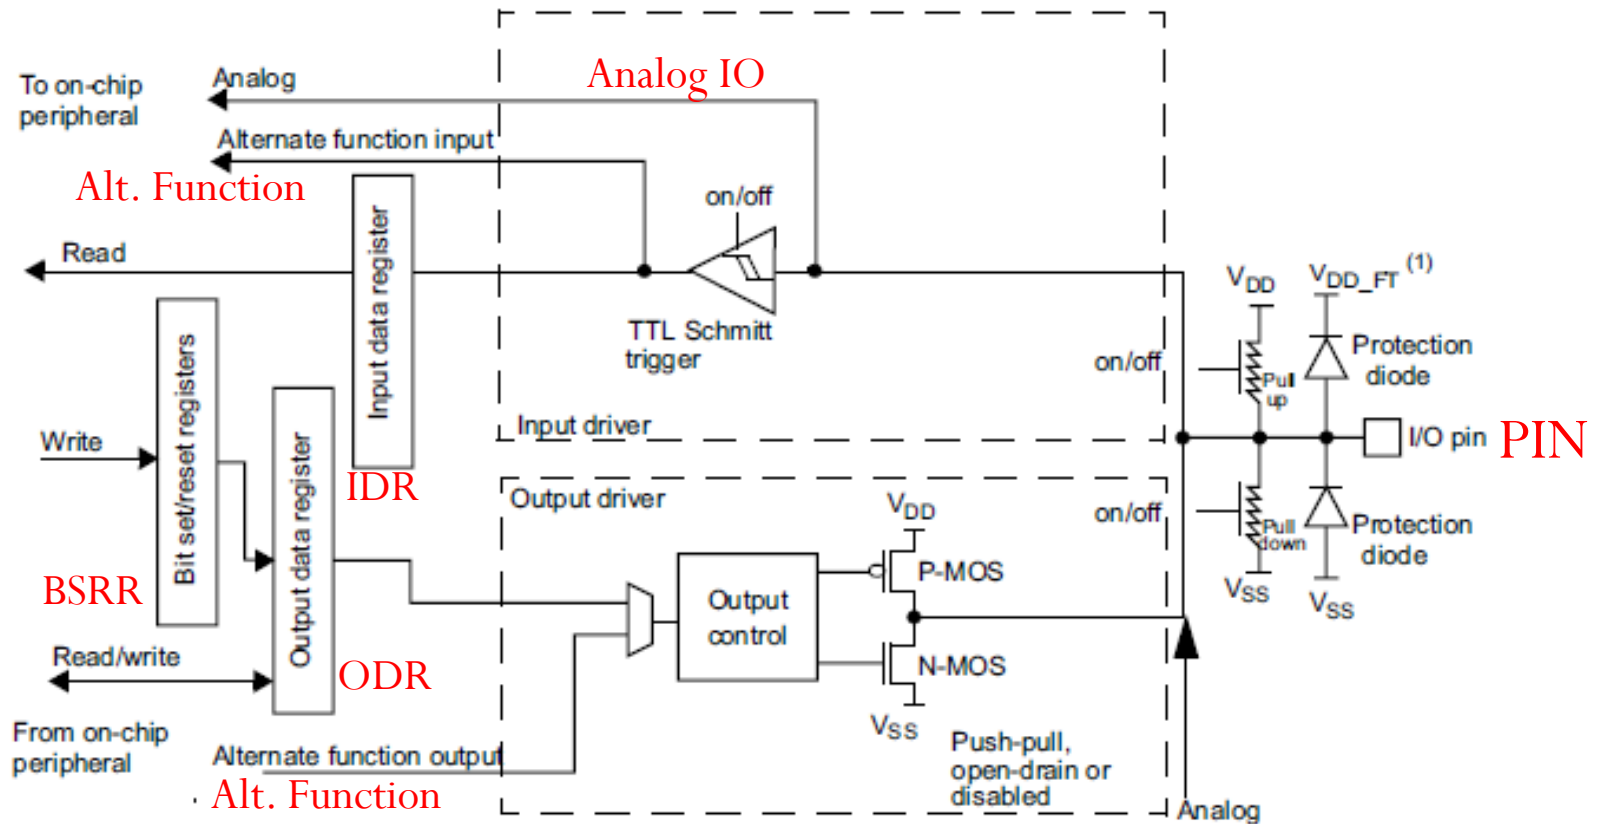 To on-chip
peripheral
Analog
Analog IO
Alternate function input
Alt. Function
on/off
Read
Input data register
TTL Schmitt
trigger
VDD
VDD_FT (1)
on/off
Pull
up
Protection
diode
Bit set/reset registers
Write
Input driver
I/O pin
PIN
IDR
Output data register
Output driver
VDD
on/off
Pull
down
Protection
diode
P-MOS
VSS
VSS
BSRR
Output
control
Read/write
ODR
N-MOS
VSS
From on-chip
peripheral
Alternate function output
Alt. Function
Push-pull,
open-drain or
disabled
Analog